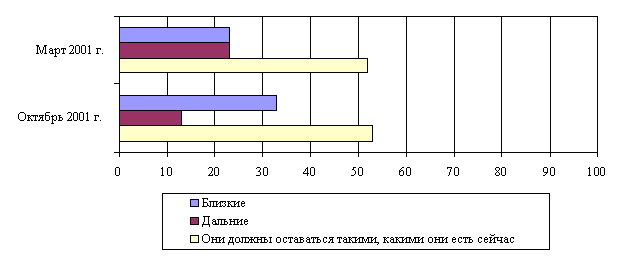 Март 2001 г.
Октябрь 2001 г.
0 10 20 30 40 50 60 70 80 90 100
Близкие
Дальние
Они должны оставаться такими, какими они есть сейчас